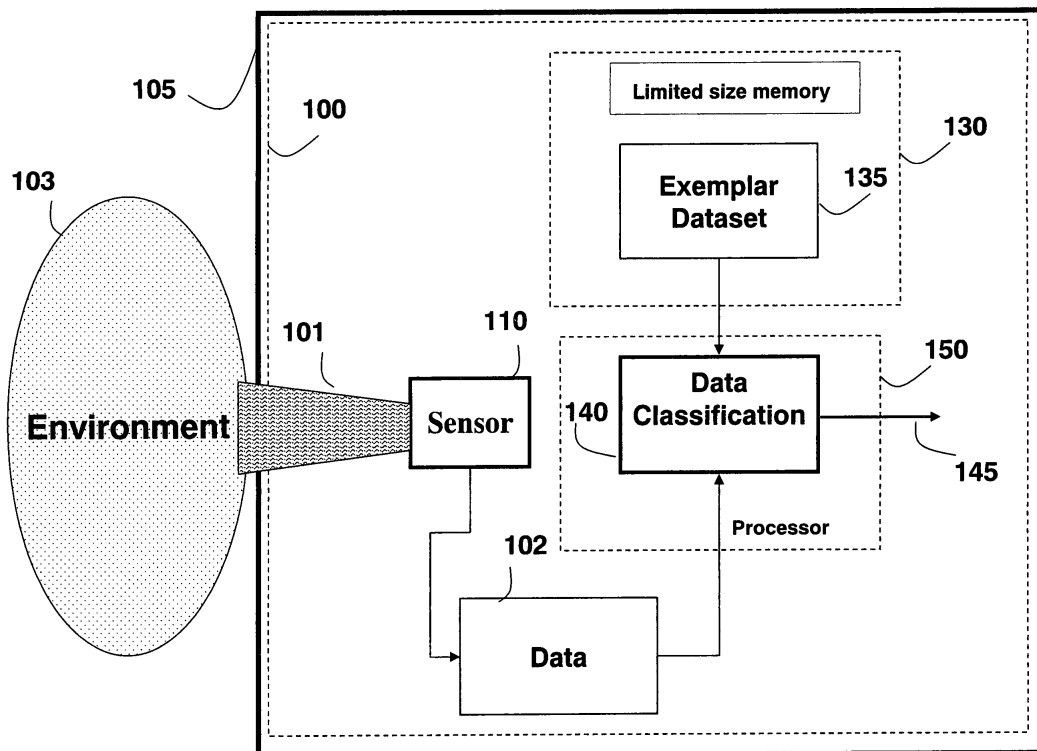 105
100
Limited size memory
130
103
Exemplar
Dataset
135
101
110
150
Environment
Sensor
140
Data
Classification
145
Processor
102
Data